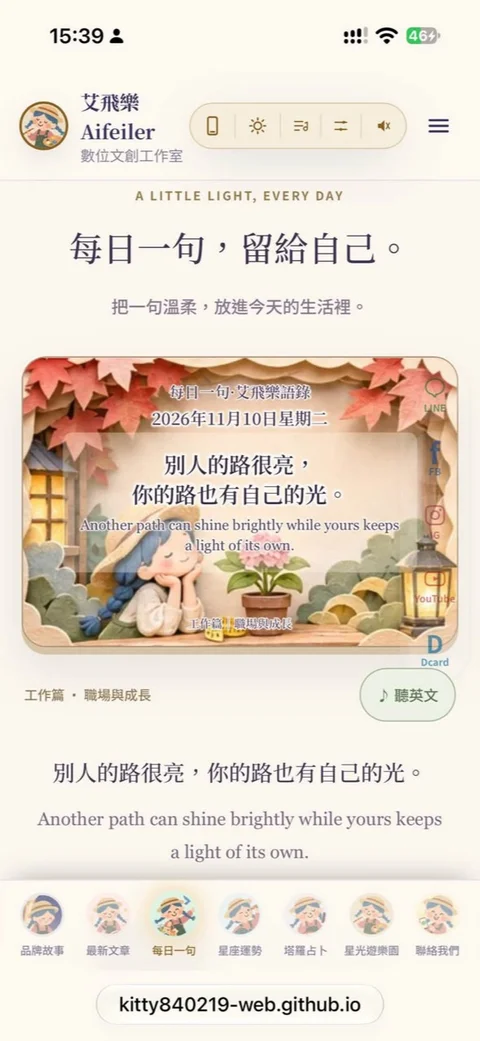 15:39
46
艾飛樂
Aifeiler
數位文創工作室
A LITTLE LIGHT, EVERY DAY
每日一句，留給自己。
把一句溫柔，放進今天的生活裡。
每日一句·艾飛樂語錄
2026年11月10日星期二
別人的路很亮，
你的路也有自己的光。
Another path can shine brightly while yours keeps
a light of its own.
工作篇｜職場與成長
LINE
FB
IG
YouTube
Dcard
工作篇 · 職場與成長
♪ 聽英文
別人的路很亮，你的路也有自己的光。
Another path can shine brightly while yours keeps
a light of its own.
品牌故事
最新文章
每日一句
星座運勢
塔羅占卜
星光遊樂園
聯絡我們
kitty840219-web.github.io